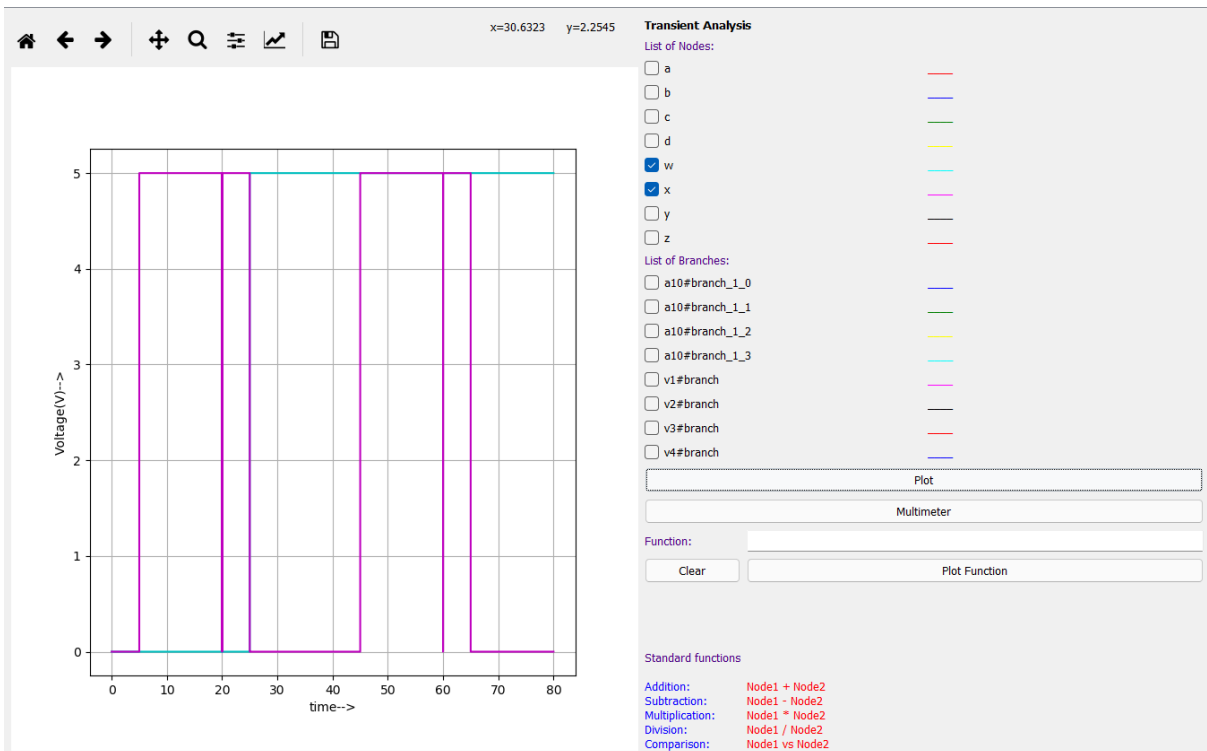 x=30.6323 y=2.2545
5
4
3
2
1
0
Voltage(V)-->
0 10 20 30 40 50 60 70 80
time-->
Transient Analysis
List of Nodes:
a
b
c
d
w
x
y
z
List of Branches:
a10#branch_1_0
a10#branch_1_1
a10#branch_1_2
a10#branch_1_3
v1#branch
v2#branch
v3#branch
v4#branch
Plot
Multimeter
Function:
Clear Plot Function
Standard functions
Addition: Node1 + Node2
Subtraction: Node1 - Node2
Multiplication: Node1 * Node2
Division: Node1 / Node2
Comparison: Node1 vs Node2